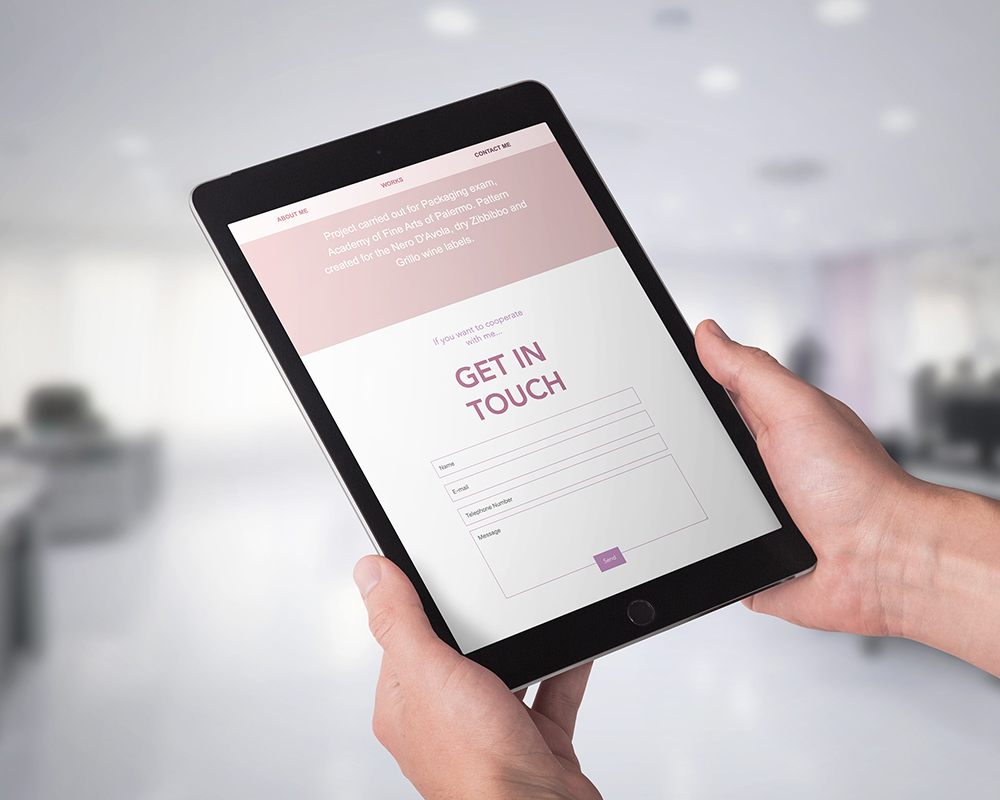 ABOUT ME
WORKS
CONTACT ME
Project carried out for Packaging exam,
Academy of Fine Arts of Palermo. Pattern
created for the Nero D'Avola, dry Zibbibbo and
Grillo wine labels.
If you want to cooperate
with me...
GET IN
TOUCH
Name
E-mail
Telephone Number
Message
Send